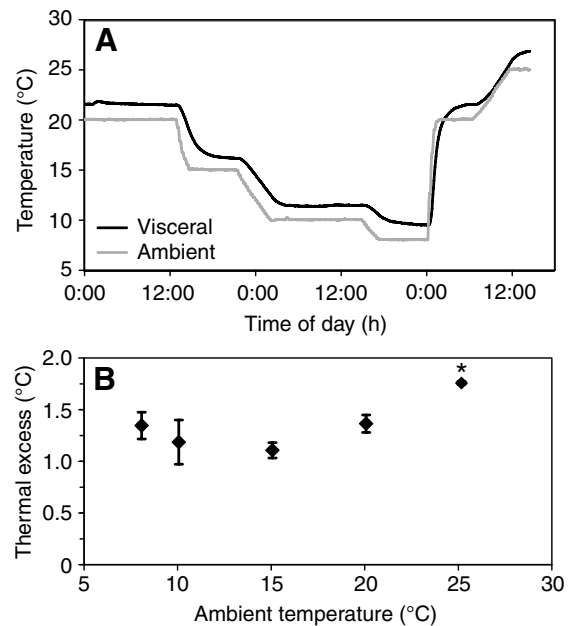 A
Temperature (°C)
30
25
20
15
10
5
Visceral
Ambient
0:00 12:00 0:00 12:00 0:00 12:00
Time of day (h)
B
Thermal excess (°C)
2.0
1.5
1.0
0.5
0
*
5 10 15 20 25 30
Ambient temperature (°C)